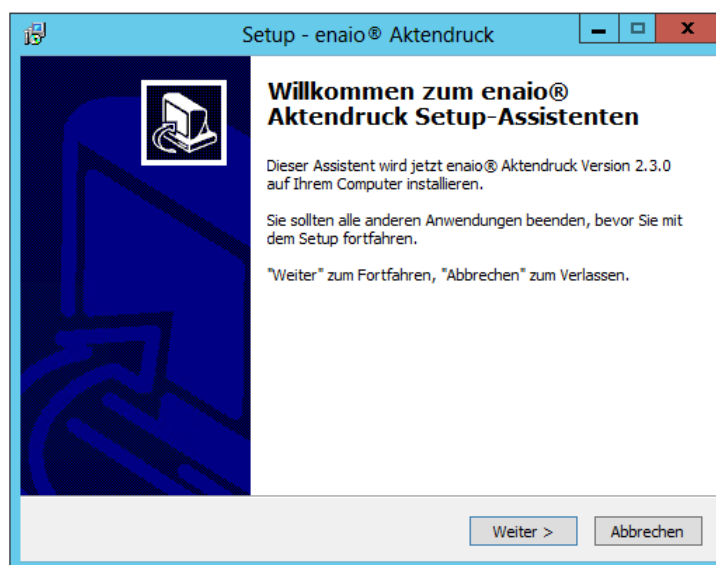 Setup - enaio® Aktendruck
Willkommen zum enaio®
Aktendruck Setup-Assistenten
Dieser Assistent wird jetzt enaio® Aktendruck Version 2.3.0
auf Ihrem Computer installieren.
Sie sollten alle anderen Anwendungen beenden, bevor Sie mit
dem Setup fortfahren.
"Weiter" zum Fortfahren, "Abbrechen" zum Verlassen.
Weiter >
Abbrechen